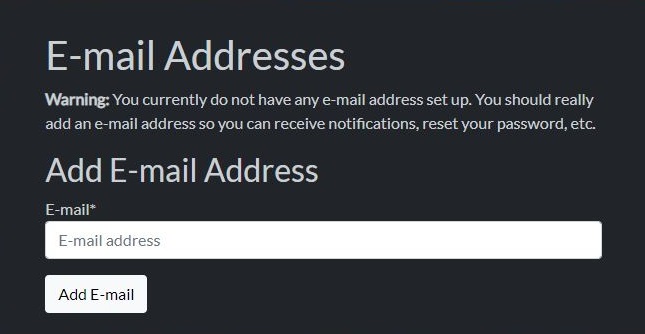 E-mail Addresses
Warning: You currently do not have any e-mail address set up. You should really
add an e-mail address so you can receive notifications, reset your password, etc.
Add E-mail Address
E-mail*
E-mail address
Add E-mail